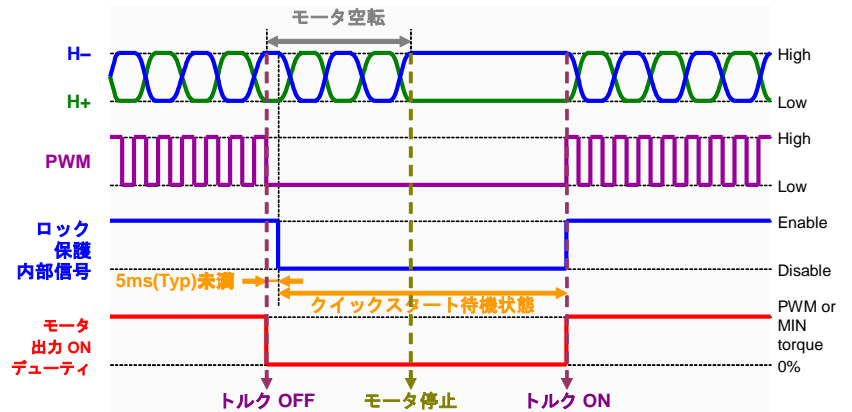 モータ空転
H–
High
H+
Low
PWM
High
Low
ロック
保護
内部信号
Enable
Disable
5ms(Typ)未満
クイックスタート待機状態
モータ
出力 ON
デューティ
PWM or
MIN
torque
0%
トルク OFF
モータ停止
トルク ON